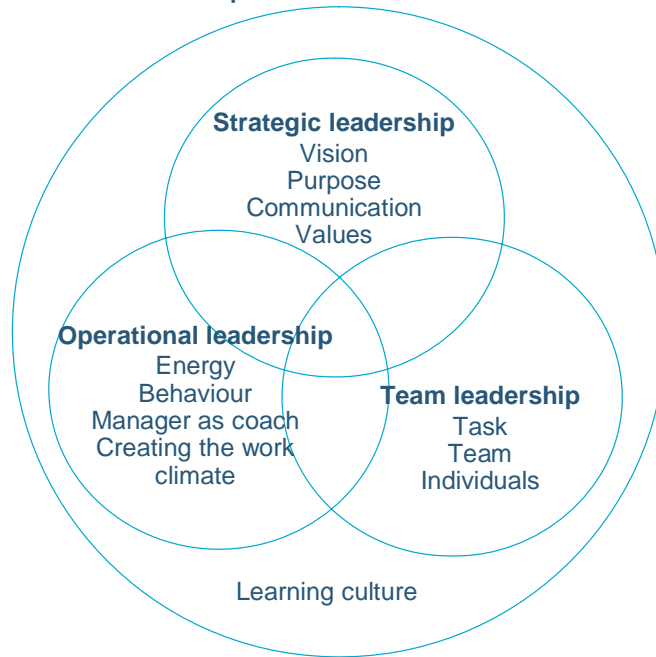 Strategic leadership
Vision
Purpose
Communication
Values
Operational leadership
Energy
Behaviour
Manager as coach
Creating the work
climate
Team leadership
Task
Team
Individuals
Learning culture